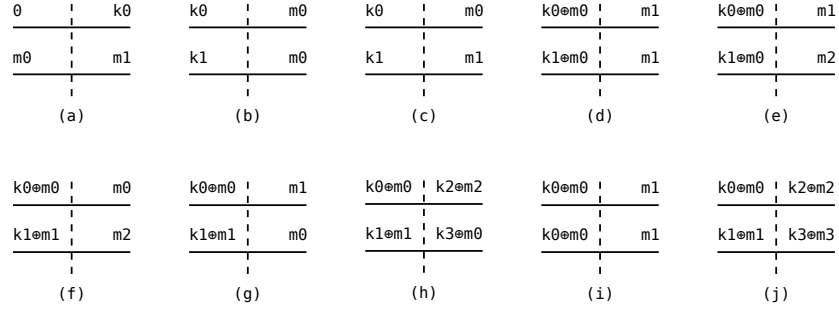 0 k0 k0 m0 k0 m0 k0⊕m0 m1 k0⊕m0 m1
m0 m1 k1 m0 k1 m1 k1⊕m0 m1 k1⊕m0 m2
(a) (b) (c) (d) (e)
k0⊕m0 m0 k0⊕m0 m1 k0⊕m0 k2⊕m2 k0⊕m0 m1 k0⊕m0 k2⊕m2
k1⊕m1 m2 k1⊕m1 m0 k1⊕m1 k3⊕m0 k0⊕m0 m1 k1⊕m1 k3⊕m3
(f) (g) (h) (i) (j)